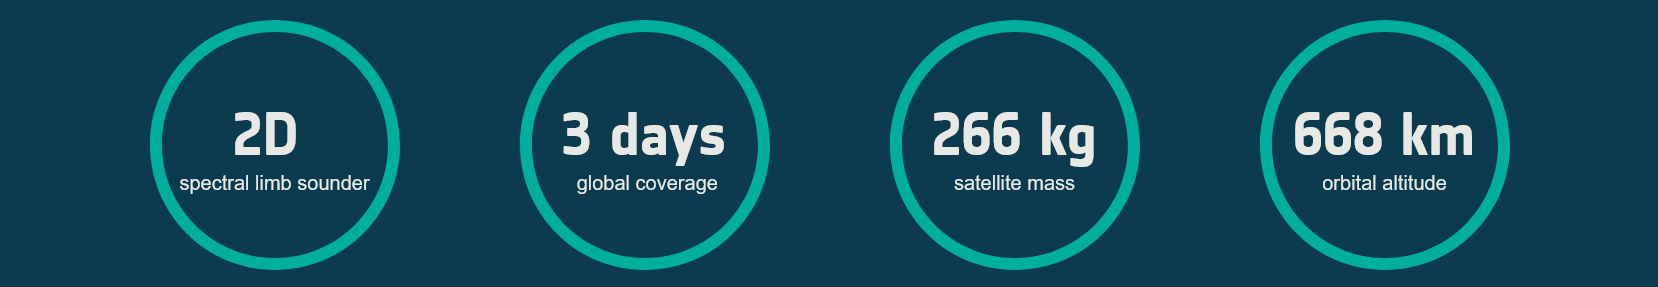 2D
spectral limb sounder
3 days
global coverage
266 kg
satellite mass
668 km
orbital altitude